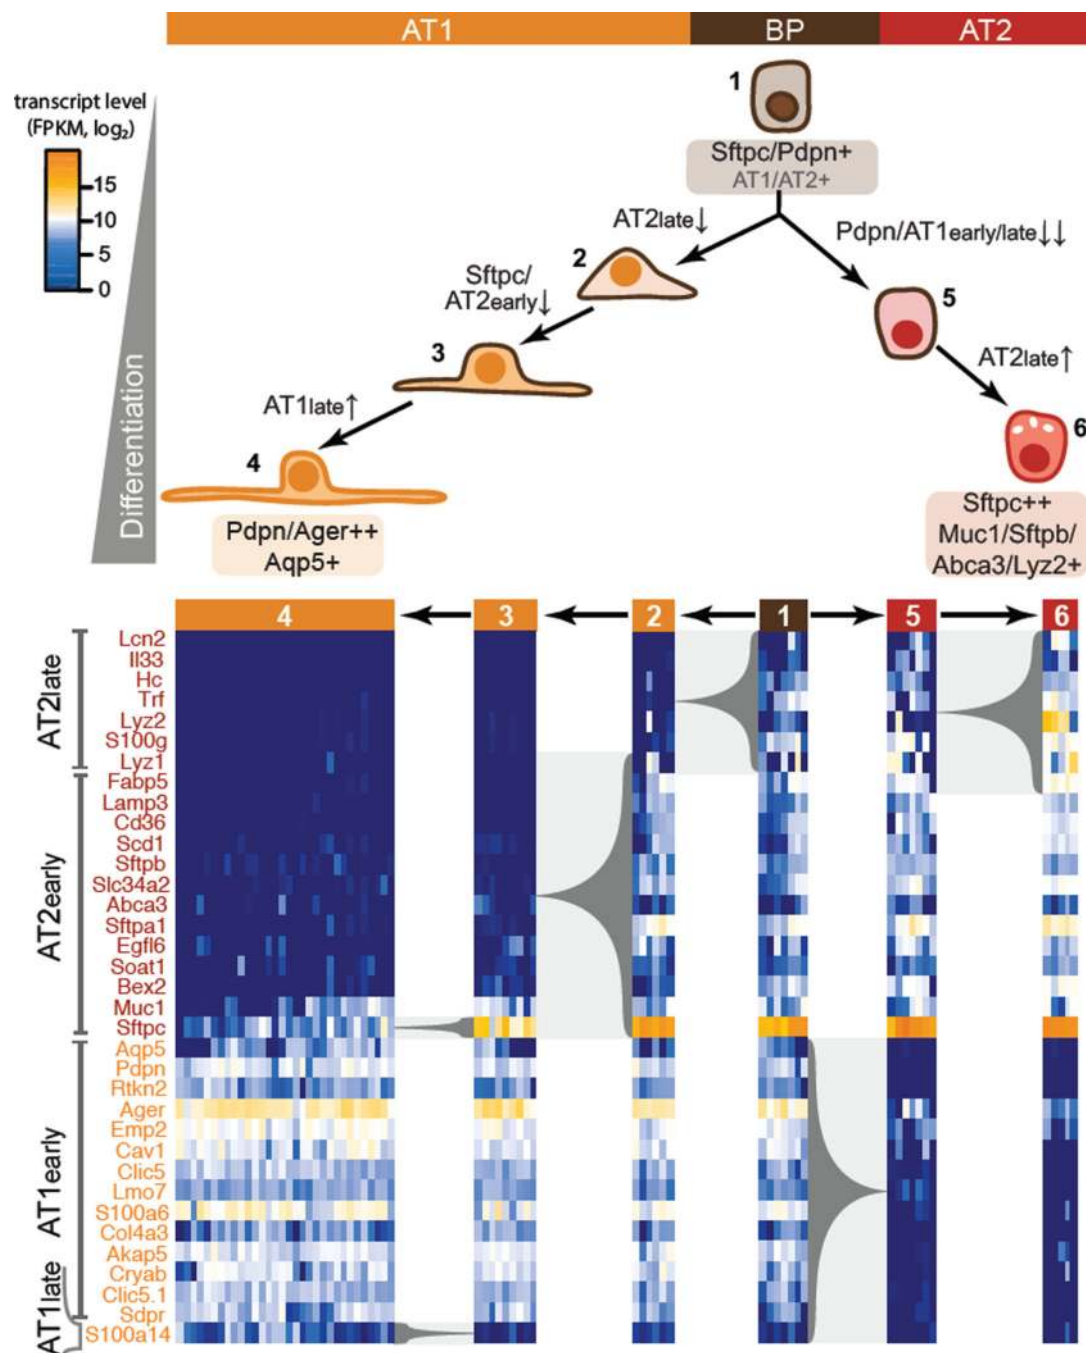 AT1 BP AT2
transcript level
(FPKM, log₂)
15
10
5
0
Differentiation
1
Sftpc/Pdpn+
AT1/AT2+
AT2late↓
Pdpn/AT1early/late↓↓
2
Sftpc/
AT2early↓
5
3
AT2late↑
AT1late↑
4
6
Pdpn/Ager++
Aqp5+
Sftpc++
Muc1/Sftpb/
Abca3/Lyz2+
4 3 2 1 5 6
AT2late
Lcn2
Il33
Hc
Trf
Lyz2
S100g
Lyz1
AT2early
Fabp5
Lamp3
Cd36
Scd1
Sftpb
Slc34a2
Abca3
Sftpa1
Egfl6
Soat1
Bex2
Muc1
Sftpc
AT1early
Aqp5
Pdpn
Rtkn2
Ager
Emp2
Cav1
Clic5
Lmo7
S100a6
Col4a3
Akap5
Cryab
Clic5.1
Sdpr
AT1late
S100a14